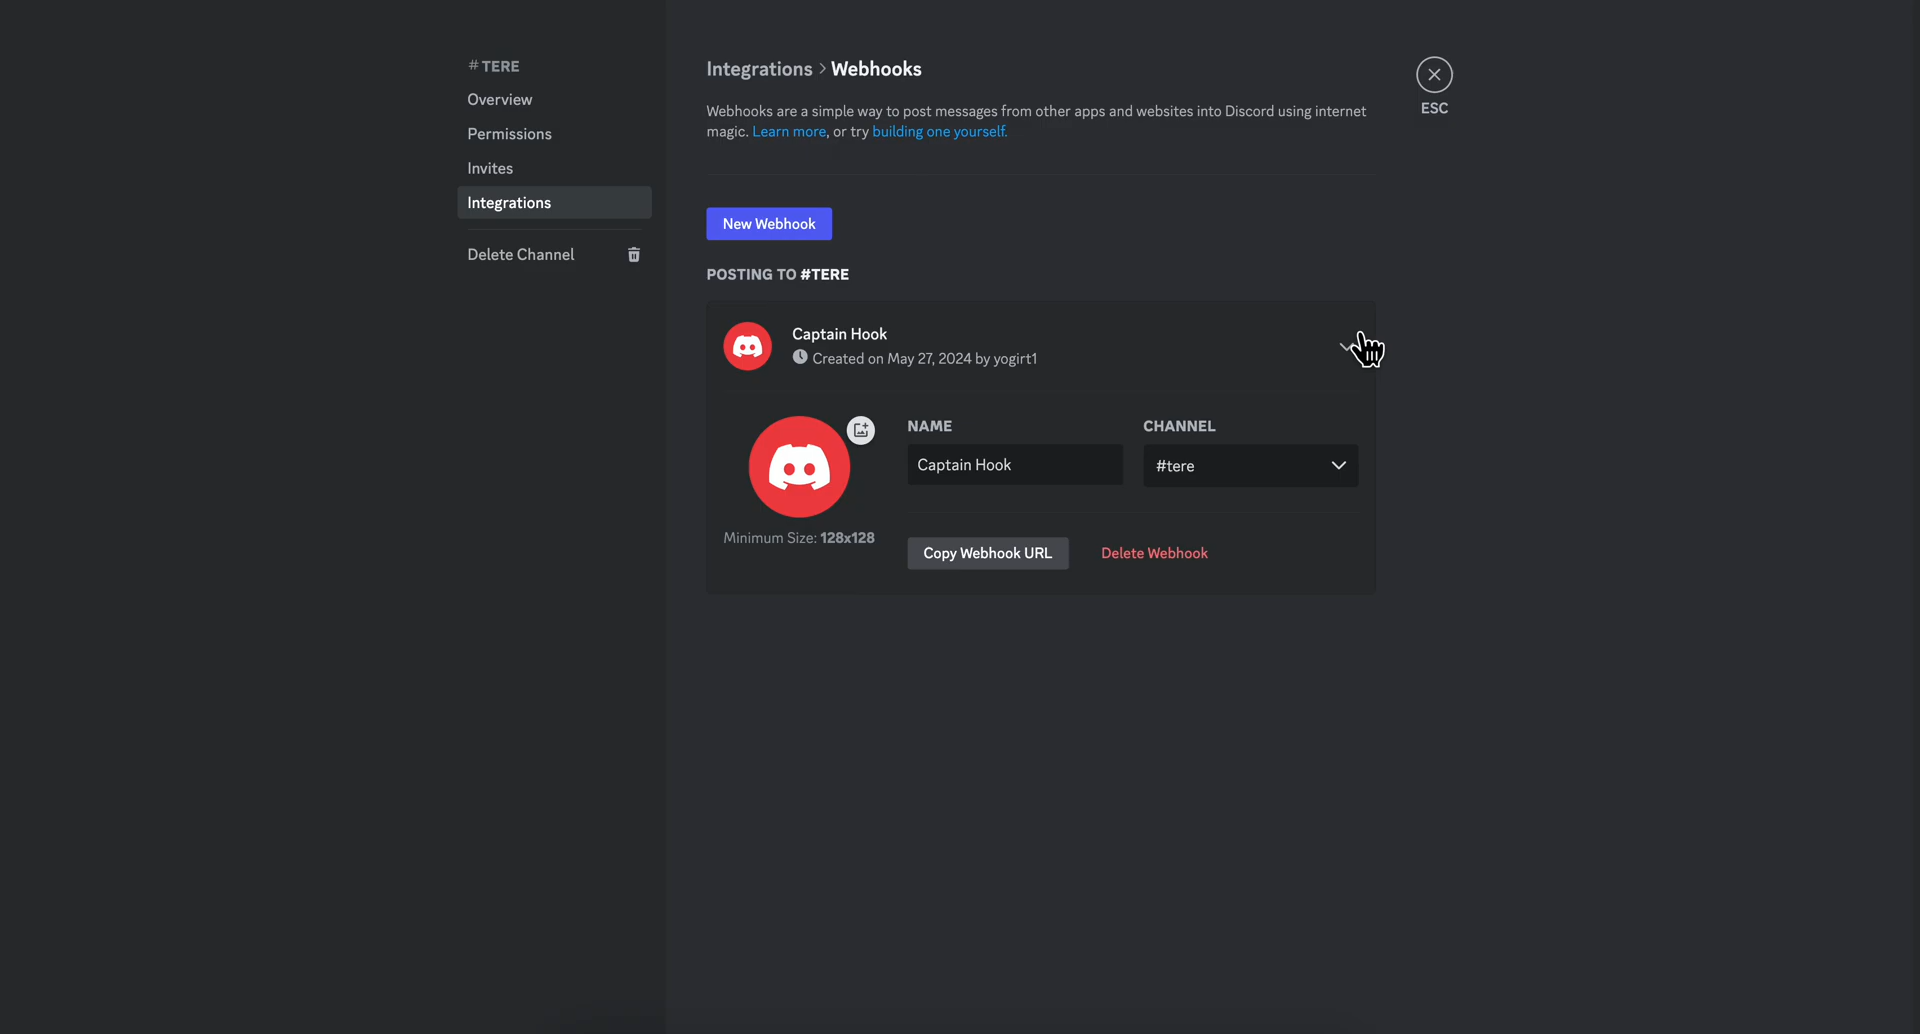 # TERE
Overview
Permissions
Invites
Integrations
Delete Channel
Integrations > Webhooks
Webhooks are a simple way to post messages from other apps and websites into Discord using internet
magic. Learn more, or try building one yourself.
ESC
New Webhook
POSTING TO #TERE
Captain Hook
Created on May 27, 2024 by yogirt1
NAME
CHANNEL
Captain Hook
#tere
Minimum Size: 128x128
Copy Webhook URL
Delete Webhook